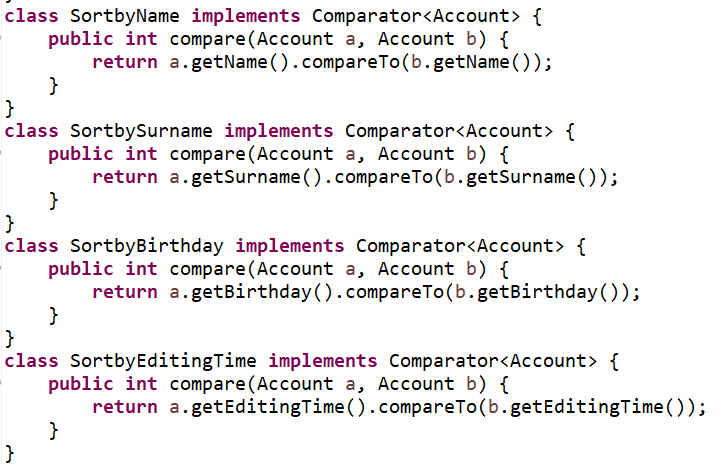 class SortbyName implements Comparator<Account> {
    public int compare(Account a, Account b) {
        return a.getName().compareTo(b.getName());
    }
}
class SortbySurname implements Comparator<Account> {
    public int compare(Account a, Account b) {
        return a.getSurname().compareTo(b.getSurname());
    }
}
class SortbyBirthday implements Comparator<Account> {
    public int compare(Account a, Account b) {
        return a.getBirthday().compareTo(b.getBirthday());
    }
}
class SortbyEditingTime implements Comparator<Account> {
    public int compare(Account a, Account b) {
        return a.getEditingTime().compareTo(b.getEditingTime());
    }
}